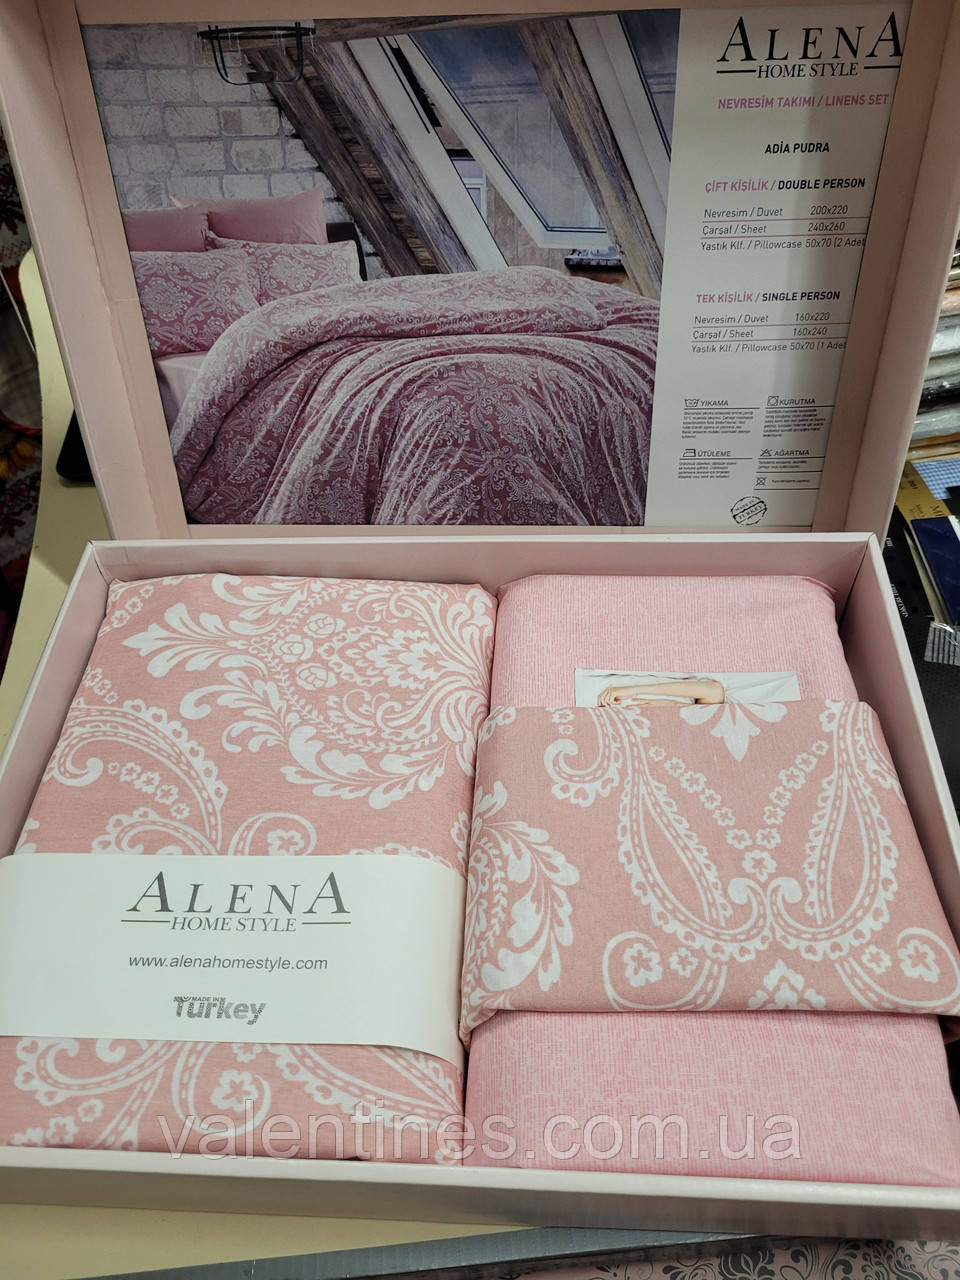 ALENA
HOME STYLE
NEVRESİM TAKIMI / LINENS SET
ADİA PUDRA
ÇİFT KİŞİLİK / DOUBLE PERSON
Nevresim / Duvet 200x220
Çarşaf / Sheet 240x260
Yastık Klf. / Pillowcase 50x70 (2 Adet
TEK KİŞİLİK / SINGLE PERSON
Nevresim / Duvet 160x220
Çarşaf / Sheet 160x240
Yastık Klf. / Pillowcase 50x70 (1 Adet
YIKAMA
KURUTMA
ÜTÜLEME
AĞARTMA
MADE IN
TURKEY
ALENA
HOME STYLE
www.alenahomestyle.com
MADE IN
Turkey
valentines.com.ua